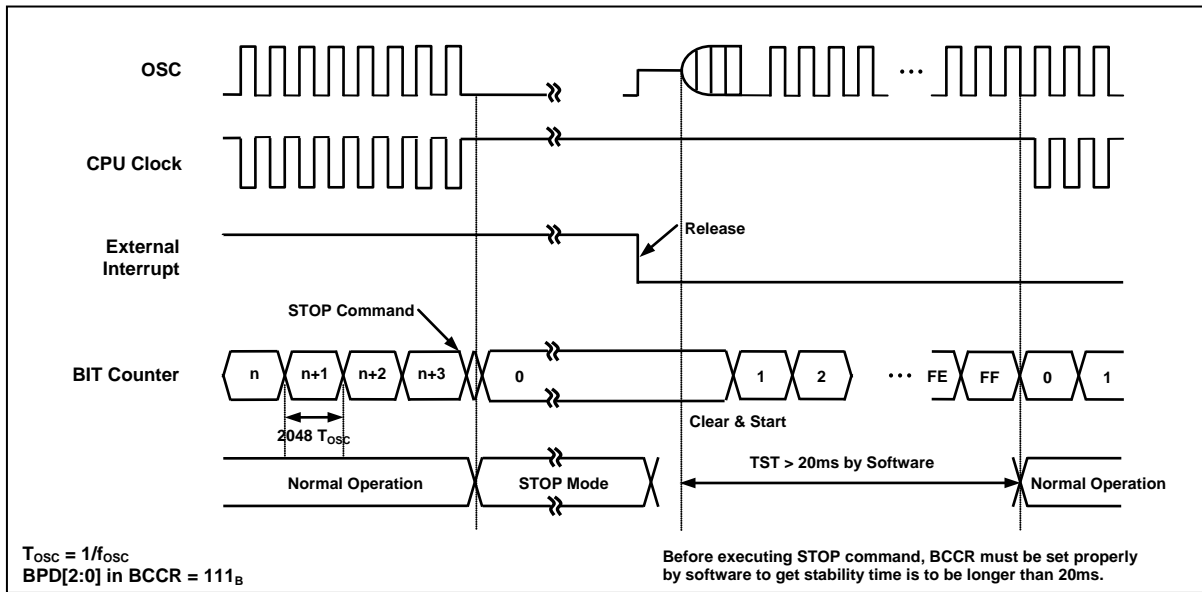 OSC
...
CPU Clock
External
Interrupt
Release
STOP Command
BIT Counter
n n+1 n+2 n+3 0 1 2 ... FE FF 0 1
2048 TOSC
Clear & Start
Normal Operation STOP Mode TST > 20ms by Software Normal Operation
TOSC = 1/fOSC
BPD[2:0] in BCCR = 111B
Before executing STOP command, BCCR must be set properly
by software to get stability time is to be longer than 20ms.